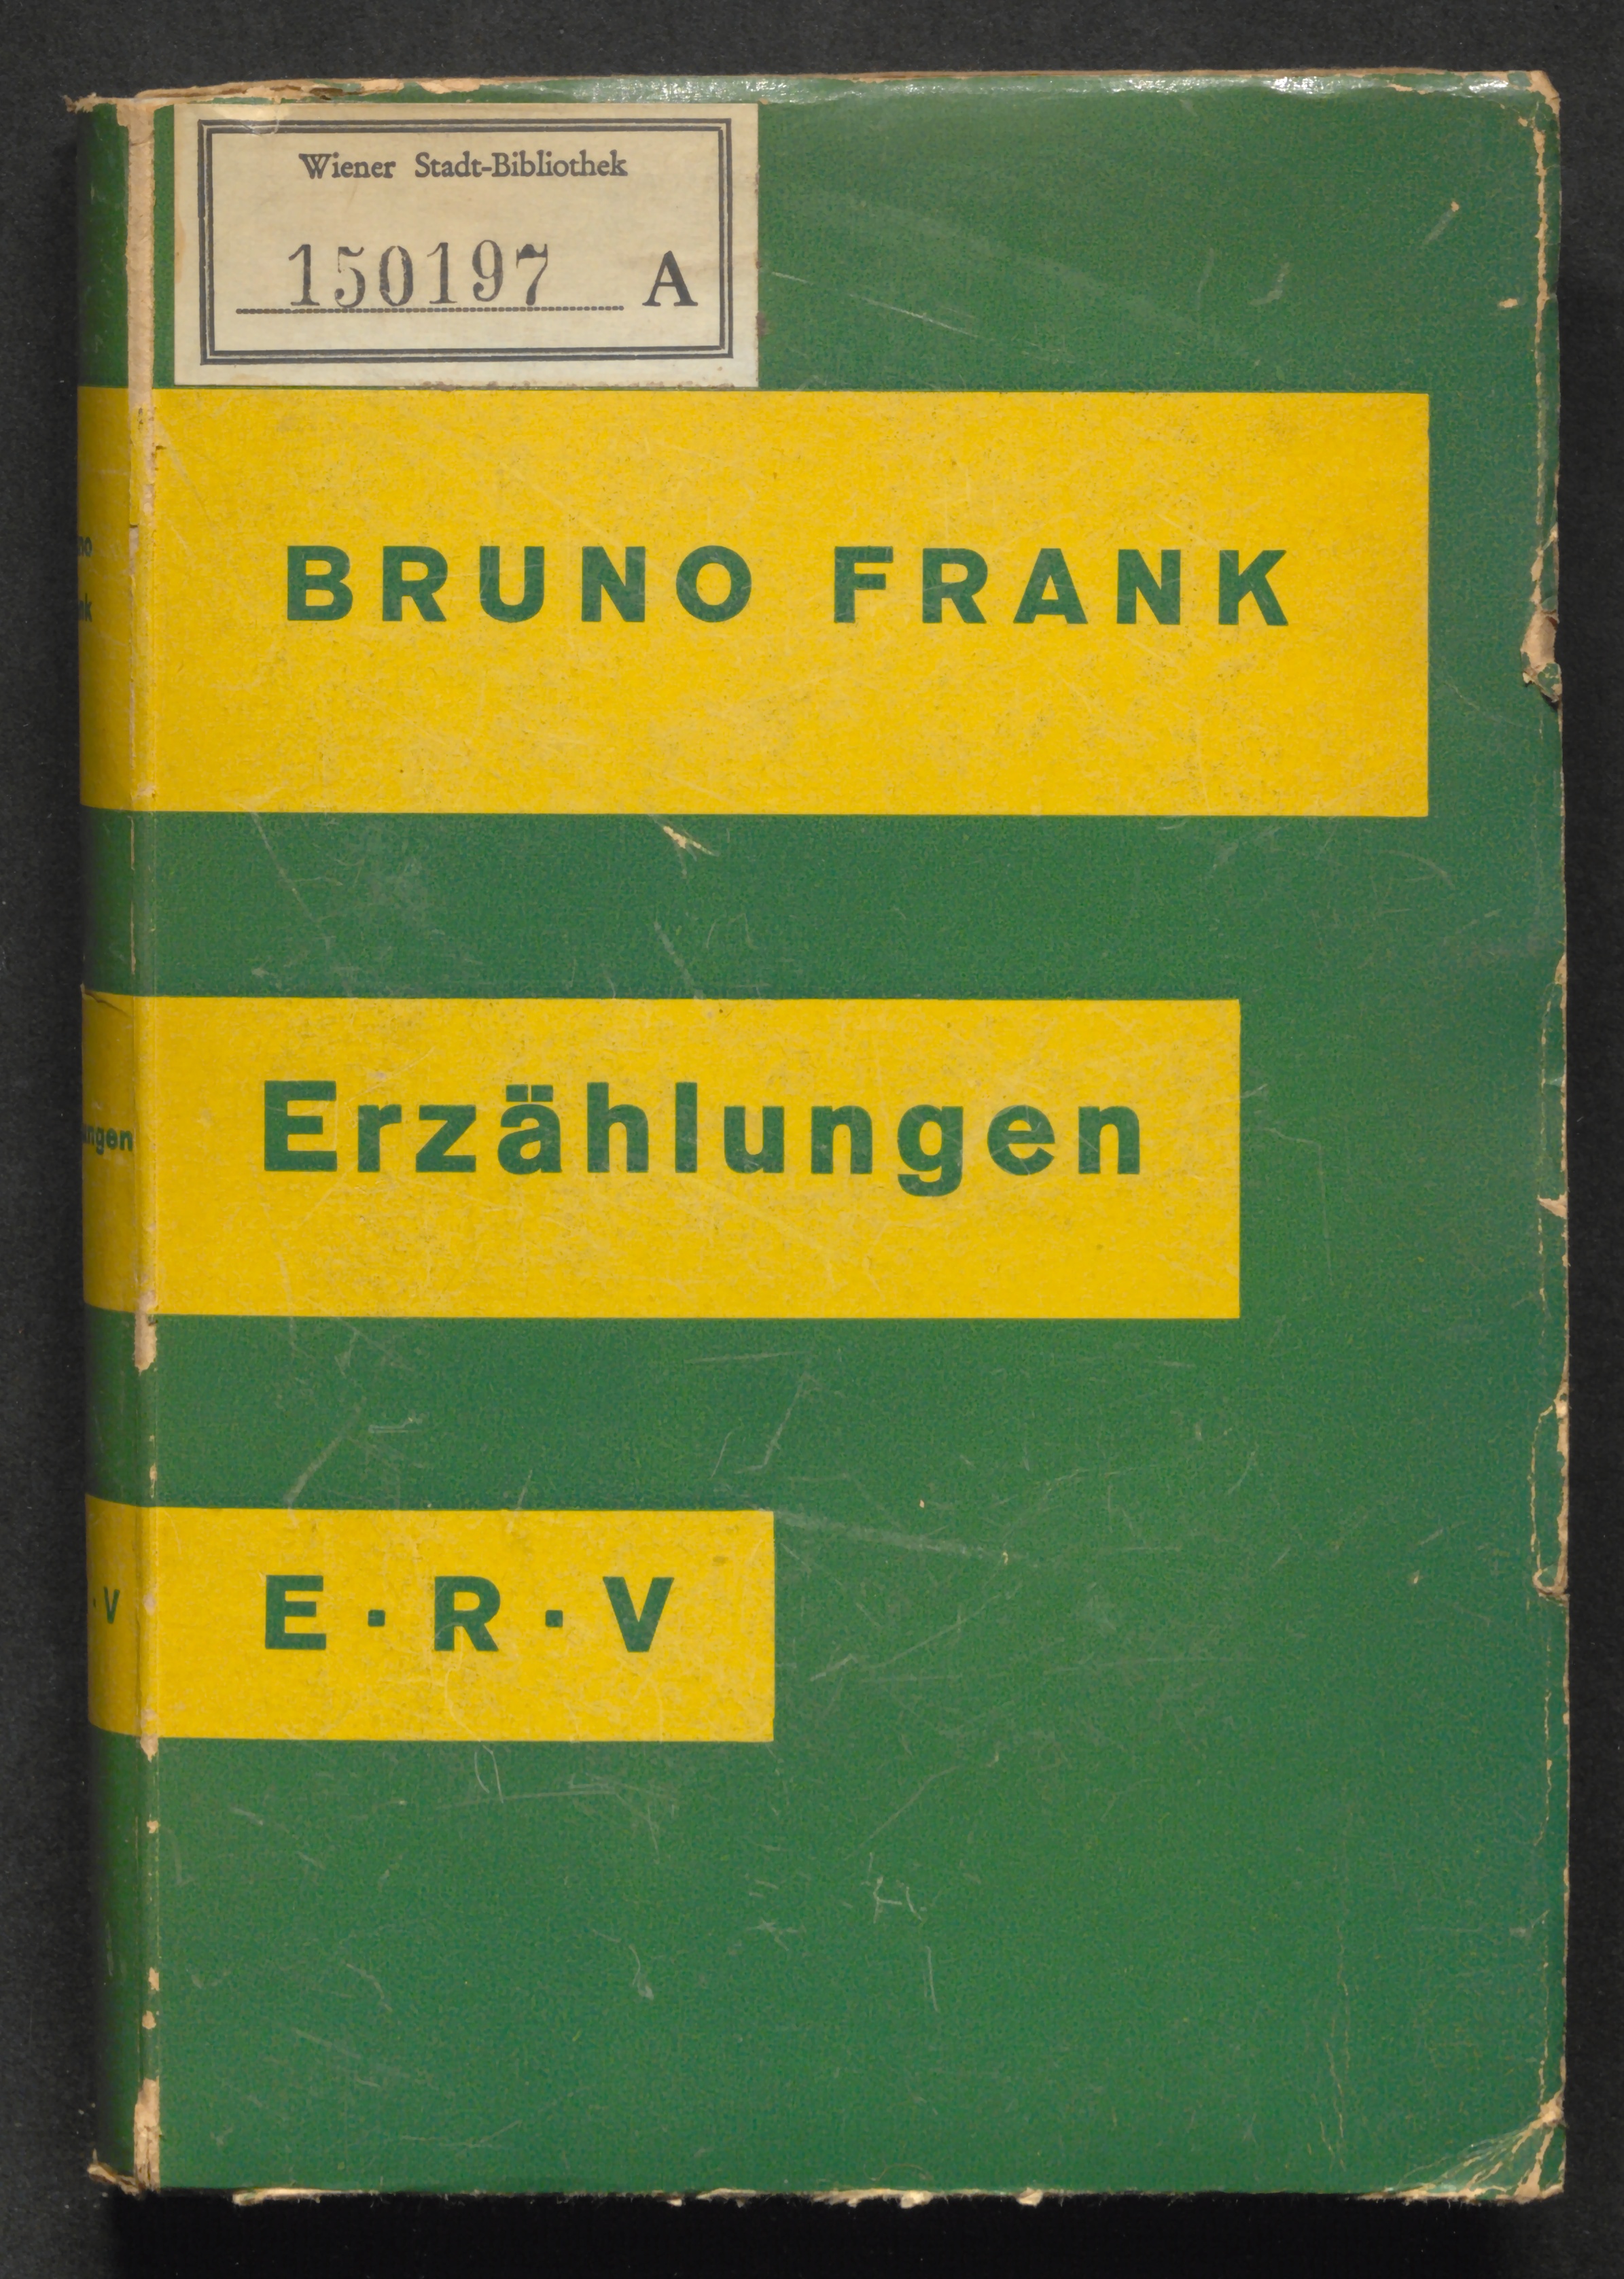 Wiener Stadt-Bibliothek
150197 A
BRUNO FRANK
Erzählungen
E·R·V